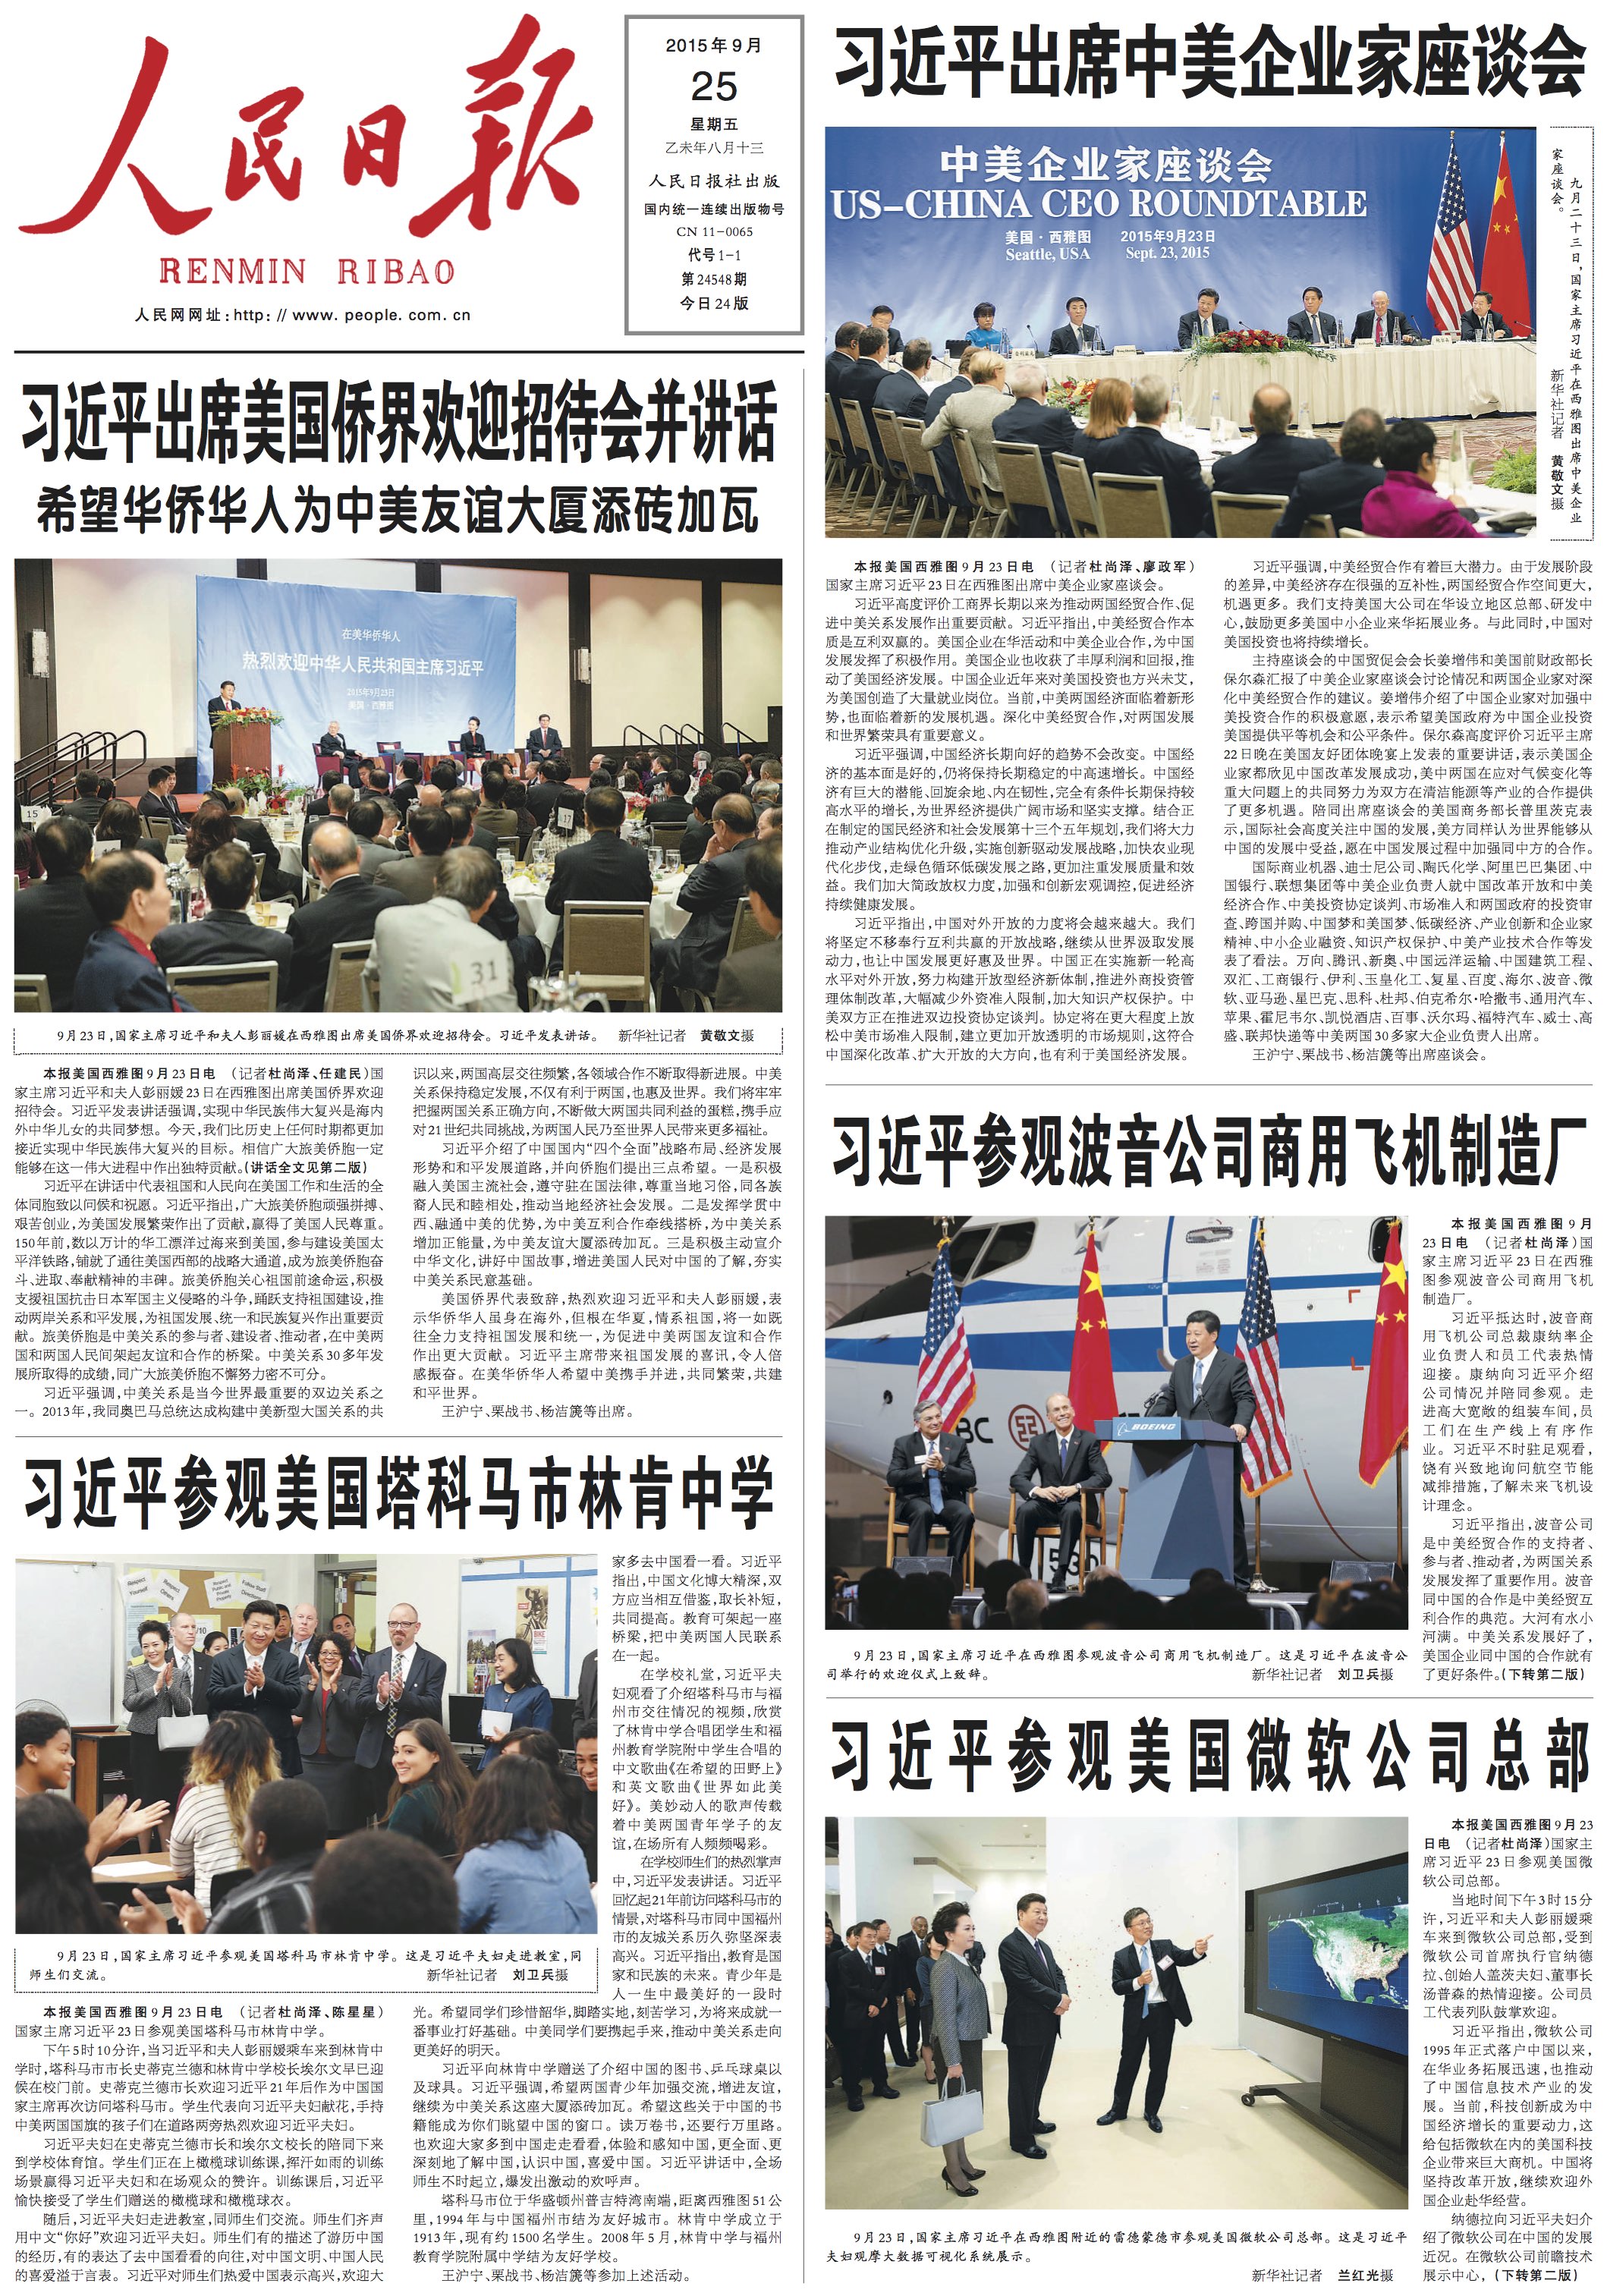 人民日报
RENMIN RIBAO
人民网网址:http: // www. people. com. cn
2015年9月
25
星期五
乙未年八月十三
人民日报社出版
国内统一连续出版物号
CN 11-0065
代号1-1
第24548期
今日24版
习近平出席美国侨界欢迎招待会并讲话
希望华侨华人为中美友谊大厦添砖加瓦
在美华侨华人
热烈欢迎中华人民共和国主席习近平
2015年9月23日
美国·西雅图
15
17
31
9月23日,国家主席习近平和夫人彭丽媛在西雅图出席美国侨界欢迎招待会。习近平发表讲话。 新华社记者 黄敬文摄
本报美国西雅图9月23日电 (记者杜尚泽、任建民)国
家主席习近平和夫人彭丽媛23日在西雅图出席美国侨界欢迎
招待会。习近平发表讲话强调,实现中华民族伟大复兴是海内
外中华儿女的共同梦想。今天,我们比历史上任何时期都更加
接近实现中华民族伟大复兴的目标。相信广大旅美侨胞一定
能够在这一伟大进程中作出独特贡献。(讲话全文见第二版)
习近平在讲话中代表祖国和人民向在美国工作和生活的全
体同胞致以问侯和祝愿。习近平指出,广大旅美侨胞顽强拼搏、
艰苦创业,为美国发展繁荣作出了贡献,赢得了美国人民尊重。
150年前,数以万计的华工漂洋过海来到美国,参与建设美国太
平洋铁路,铺就了通往美国西部的战略大通道,成为旅美侨胞奋
斗、进取、奉献精神的丰碑。旅美侨胞关心祖国前途命运,积极
支援祖国抗击日本军国主义侵略的斗争,踊跃支持祖国建设,推
动两岸关系和平发展,为祖国发展、统一和民族复兴作出重要贡
献。旅美侨胞是中美关系的参与者、建设者、推动者,在中美两
国和两国人民间架起友谊和合作的桥梁。中美关系30多年发
展所取得的成绩,同广大旅美侨胞不懈努力密不可分。
习近平强调,中美关系是当今世界最重要的双边关系之
一。2013年,我同奥巴马总统达成构建中美新型大国关系的共
识以来,两国高层交往频繁,各领域合作不断取得新进展。中美
关系保持稳定发展,不仅有利于两国,也惠及世界。我们将牢牢
把握两国关系正确方向,不断做大两国共同利益的蛋糕,携手应
对21世纪共同挑战,为两国人民乃至世界人民带来更多福祉。
习近平介绍了中国国内“四个全面”战略布局、经济发展
形势和和平发展道路,并向侨胞们提出三点希望。一是积极
融入美国主流社会,遵守驻在国法律,尊重当地习俗,同各族
裔人民和睦相处,推动当地经济社会发展。二是发挥学贯中
西、融通中美的优势,为中美互利合作牵线搭桥,为中美关系
增加正能量,为中美友谊大厦添砖加瓦。三是积极主动宣介
中华文化,讲好中国故事,增进美国人民对中国的了解,夯实
中美关系民意基础。
美国侨界代表致辞,热烈欢迎习近平和夫人彭丽媛,表
示华侨华人虽身在海外,但根在华夏,情系祖国,将一如既
往全力支持祖国发展和统一,为促进中美两国友谊和合作
作出更大贡献。习近平主席带来祖国发展的喜讯,令人倍
感振奋。在美华侨华人希望中美携手并进,共同繁荣,共建
和平世界。
王沪宁、栗战书、杨洁篪等出席。
习近平参观美国塔科马市林肯中学
9月23日,国家主席习近平参观美国塔科马市林肯中学。这是习近平夫妇走进教室,同
师生们交流。 新华社记者 刘卫兵摄
本报美国西雅图9月23日电 (记者杜尚泽、陈星星)
国家主席习近平23日参观美国塔科马市林肯中学。
下午5时10分许,当习近平和夫人彭丽媛乘车来到林肯中
学时,塔科马市市长史蒂克兰德和林肯中学校长埃尔文早已迎
侯在校门前。史蒂克兰德市长欢迎习近平21年后作为中国国
家主席再次访问塔科马市。学生代表向习近平夫妇献花,手持
中美两国国旗的孩子们在道路两旁热烈欢迎习近平夫妇。
习近平夫妇在史蒂克兰德市长和埃尔文校长的陪同下来
到学校体育馆。学生们正在上橄榄球训练课,挥汗如雨的训练
场景赢得习近平夫妇和在场观众的赞许。训练课后,习近平
愉快接受了学生们赠送的橄榄球和橄榄球衣。
随后,习近平夫妇走进教室,同师生们交流。师生们齐声
用中文“你好”欢迎习近平夫妇。师生们有的描述了游历中国
的经历,有的表达了去中国看看的向往,对中国文明、中国人民
的喜爱溢于言表。习近平对师生们热爱中国表示高兴,欢迎大
家多去中国看一看。习近平
指出,中国文化博大精深,双
方应当相互借鉴,取长补短,
共同提高。教育可架起一座
桥梁,把中美两国人民联系
在一起。
在学校礼堂,习近平夫
妇观看了介绍塔科马市与福
州市交往情况的视频,欣赏
了林肯中学合唱团学生和福
州教育学院附中学生合唱的
中文歌曲《在希望的田野上》
和英文歌曲《世界如此美
好》。美妙动人的歌声传载
着中美两国青年学子的友
谊,在场所有人频频喝彩。
在学校师生们的热烈掌声
中,习近平发表讲话。习近平
回忆起21年前访问塔科马市的
情景,对塔科马市同中国福州
市的友城关系历久弥坚深表
高兴。习近平指出,教育是国
家和民族的未来。青少年是
人一生中最美好的一段时
光。希望同学们珍惜韶华,脚踏实地,刻苦学习,为将来成就一
番事业打好基础。中美同学们要携起手来,推动中美关系走向
更美好的明天。
习近平向林肯中学赠送了介绍中国的图书、乒乓球桌以
及球具。习近平强调,希望两国青少年加强交流,增进友谊,
继续为中美关系这座大厦添砖加瓦。希望这些关于中国的书
籍能成为你们眺望中国的窗口。读万卷书,还要行万里路。
也欢迎大家多到中国走走看看,体验和感知中国,更全面、更
深刻地了解中国,认识中国,喜爱中国。习近平讲话中,全场
师生不时起立,爆发出激动的欢呼声。
塔科马市位于华盛顿州普吉特湾南端,距离西雅图51公
里,1994年与中国福州市结为友好城市。林肯中学成立于
1913年,现有约1500名学生。2008年5月,林肯中学与福州
教育学院附属中学结为友好学校。
王沪宁、栗战书、杨洁篪等参加上述活动。
习近平出席中美企业家座谈会
中美企业家座谈会
US-CHINA CEO ROUNDTABLE
美国·西雅图 2015年9月23日
Seattle, USA Sept. 23, 2015
九月二十三日,国家主席习近平在西雅图出席中美企业
家座谈会。 新华社记者 黄敬文摄
本报美国西雅图9月23日电 (记者杜尚泽、廖政军)
国家主席习近平23日在西雅图出席中美企业家座谈会。
习近平高度评价工商界长期以来为推动两国经贸合作、促
进中美关系发展作出重要贡献。习近平指出,中美经贸合作本
质是互利双赢的。美国企业在华活动和中美企业合作,为中国
发展发挥了积极作用。美国企业也收获了丰厚利润和回报,推
动了美国经济发展。中国企业近年来对美国投资也方兴未艾,
为美国创造了大量就业岗位。当前,中美两国经济面临着新形
势,也面临着新的发展机遇。深化中美经贸合作,对两国发展
和世界繁荣具有重要意义。
习近平强调,中国经济长期向好的趋势不会改变。中国经
济的基本面是好的,仍将保持长期稳定的中高速增长。中国经
济有巨大的潜能、回旋余地、内在韧性,完全有条件长期保持较
高水平的增长,为世界经济提供广阔市场和坚实支撑。结合正
在制定的国民经济和社会发展第十三个五年规划,我们将大力
推动产业结构优化升级,实施创新驱动发展战略,加快农业现
代化步伐,走绿色循环低碳发展之路,更加注重发展质量和效
益。我们加大简政放权力度,加强和创新宏观调控,促进经济
持续健康发展。
习近平指出,中国对外开放的力度将会越来越大。我们
将坚定不移奉行互利共赢的开放战略,继续从世界汲取发展
动力,也让中国发展更好惠及世界。中国正在实施新一轮高
水平对外开放,努力构建开放型经济新体制,推进外商投资管
理体制改革,大幅减少外资准入限制,加大知识产权保护。中
美双方正在推进双边投资协定谈判。协定将在更大程度上放
松中美市场准入限制,建立更加开放透明的市场规则,这符合
中国深化改革、扩大开放的大方向,也有利于美国经济发展。
习近平强调,中美经贸合作有着巨大潜力。由于发展阶段
的差异,中美经济存在很强的互补性,两国经贸合作空间更大,
机遇更多。我们支持美国大公司在华设立地区总部、研发中
心,鼓励更多美国中小企业来华拓展业务。与此同时,中国对
美国投资也将持续增长。
主持座谈会的中国贸促会会长姜增伟和美国前财政部长
保尔森汇报了中美企业家座谈会讨论情况和两国企业家对深
化中美经贸合作的建议。姜增伟介绍了中国企业家对加强中
美投资合作的积极意愿,表示希望美国政府为中国企业投资
美国提供平等机会和公平条件。保尔森高度评价习近平主席
22日晚在美国友好团体晚宴上发表的重要讲话,表示美国企
业家都欣见中国改革发展成功,美中两国在应对气侯变化等
重大问题上的共同努力为双方在清洁能源等产业的合作提供
了更多机遇。陪同出席座谈会的美国商务部长普里茨克表
示,国际社会高度关注中国的发展,美方同样认为世界能够从
中国的发展中受益,愿在中国发展过程中加强同中方的合作。
国际商业机器、迪士尼公司、陶氏化学、阿里巴巴集团、中
国银行、联想集团等中美企业负责人就中国改革开放和中美
经济合作、中美投资协定谈判、市场准入和两国政府的投资审
查、跨国并购、中国梦和美国梦、低碳经济、产业创新和企业家
精神、中小企业融资、知识产权保护、中美产业技术合作等发
表了看法。万向、腾讯、新奥、中国远洋运输、中国建筑工程、
双汇、工商银行、伊利、玉皇化工、复星、百度、海尔、波音、微
软、亚马逊、星巴克、思科、杜邦、伯克希尔·哈撒韦、通用汽车、
苹果、霍尼韦尔、凯悦酒店、百事、沃尔玛、福特汽车、威士、高
盛、联邦快递等中美两国30多家大企业负责人出席。
王沪宁、栗战书、杨洁篪等出席座谈会。
习近平参观波音公司商用飞机制造厂
BOEING
9月23日,国家主席习近平在西雅图参观波音公司商用飞机制造厂。这是习近平在波音公
司举行的欢迎仪式上致辞。 新华社记者 刘卫兵摄
本报美国西雅图9月
23日电 (记者杜尚泽)国
家主席习近平23日在西雅
图参观波音公司商用飞机
制造厂。
习近平抵达时,波音商
用飞机公司总裁康纳率企
业负责人和员工代表热情
迎接。康纳向习近平介绍
公司情况并陪同参观。走
进高大宽敞的组装车间,员
工们在生产线上有序作
业。习近平不时驻足观看,
饶有兴致地询问航空节能
减排措施,了解未来飞机设
计理念。
习近平指出,波音公司
是中美经贸合作的支持者、
参与者、推动者,为两国关系
发展发挥了重要作用。波音
同中国的合作是中美经贸互
利合作的典范。大河有水小
河满。中美关系发展好了,
美国企业同中国的合作就有
了更好条件。(下转第二版)
习近平参观美国微软公司总部
9月23日,国家主席习近平在西雅图附近的雷德蒙德市参观美国微软公司总部。这是习近平
夫妇观摩大数据可视化系统展示。
新华社记者 兰红光摄
本报美国西雅图9月23
日电 (记者杜尚泽)国家主
席习近平23日参观美国微
软公司总部。
当地时间下午3时15分
许,习近平和夫人彭丽媛乘
车来到微软公司总部,受到
微软公司首席执行官纳德
拉、创始人盖茨夫妇、董事长
汤普森的热情迎接。公司员
工代表列队鼓掌欢迎。
习近平指出,微软公司
1995年正式落户中国以来,
在华业务拓展迅速,也推动
了中国信息技术产业的发
展。当前,科技创新成为中
国经济增长的重要动力,这
给包括微软在内的美国科技
企业带来巨大商机。中国将
坚持改革开放,继续欢迎外
国企业赴华经营。
纳德拉向习近平夫妇介
绍了微软公司在中国的发展
近况。在微软公司前瞻技术
展示中心,(下转第二版)